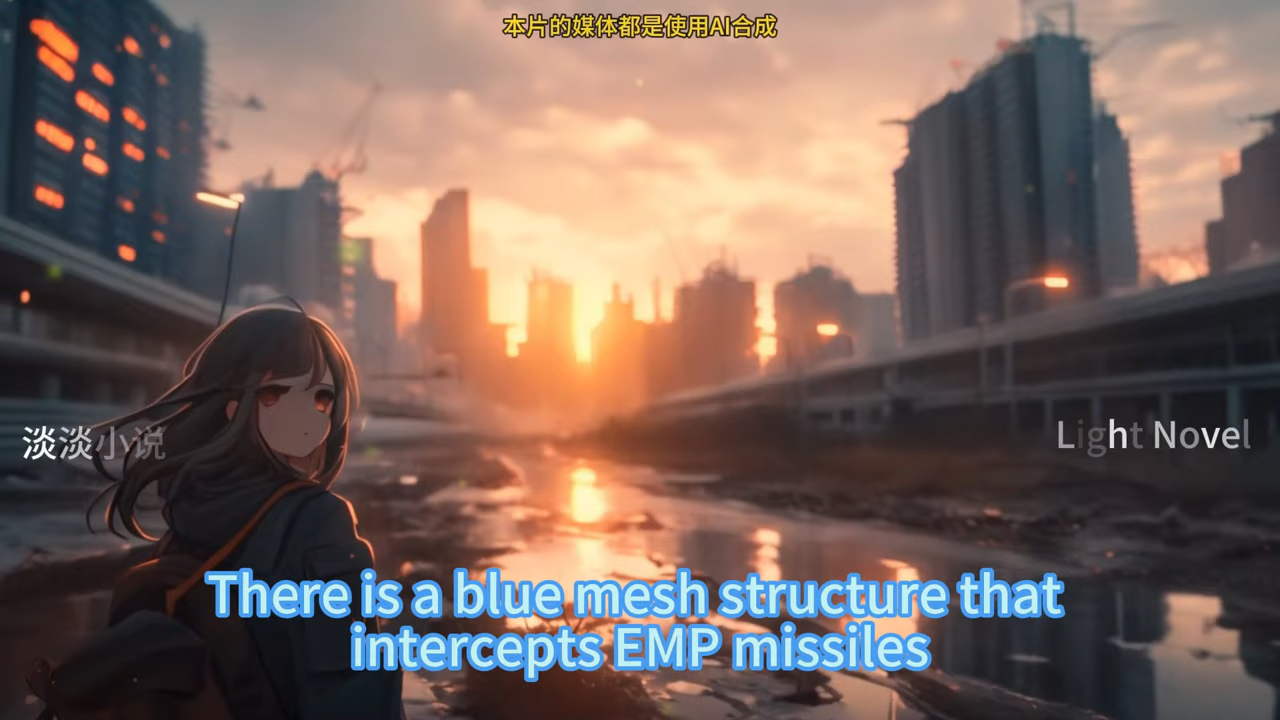 本片的媒体都是使用AI合成
淡淡小说
Light Novel
There is a blue mesh structure that
intercepts EMP missiles